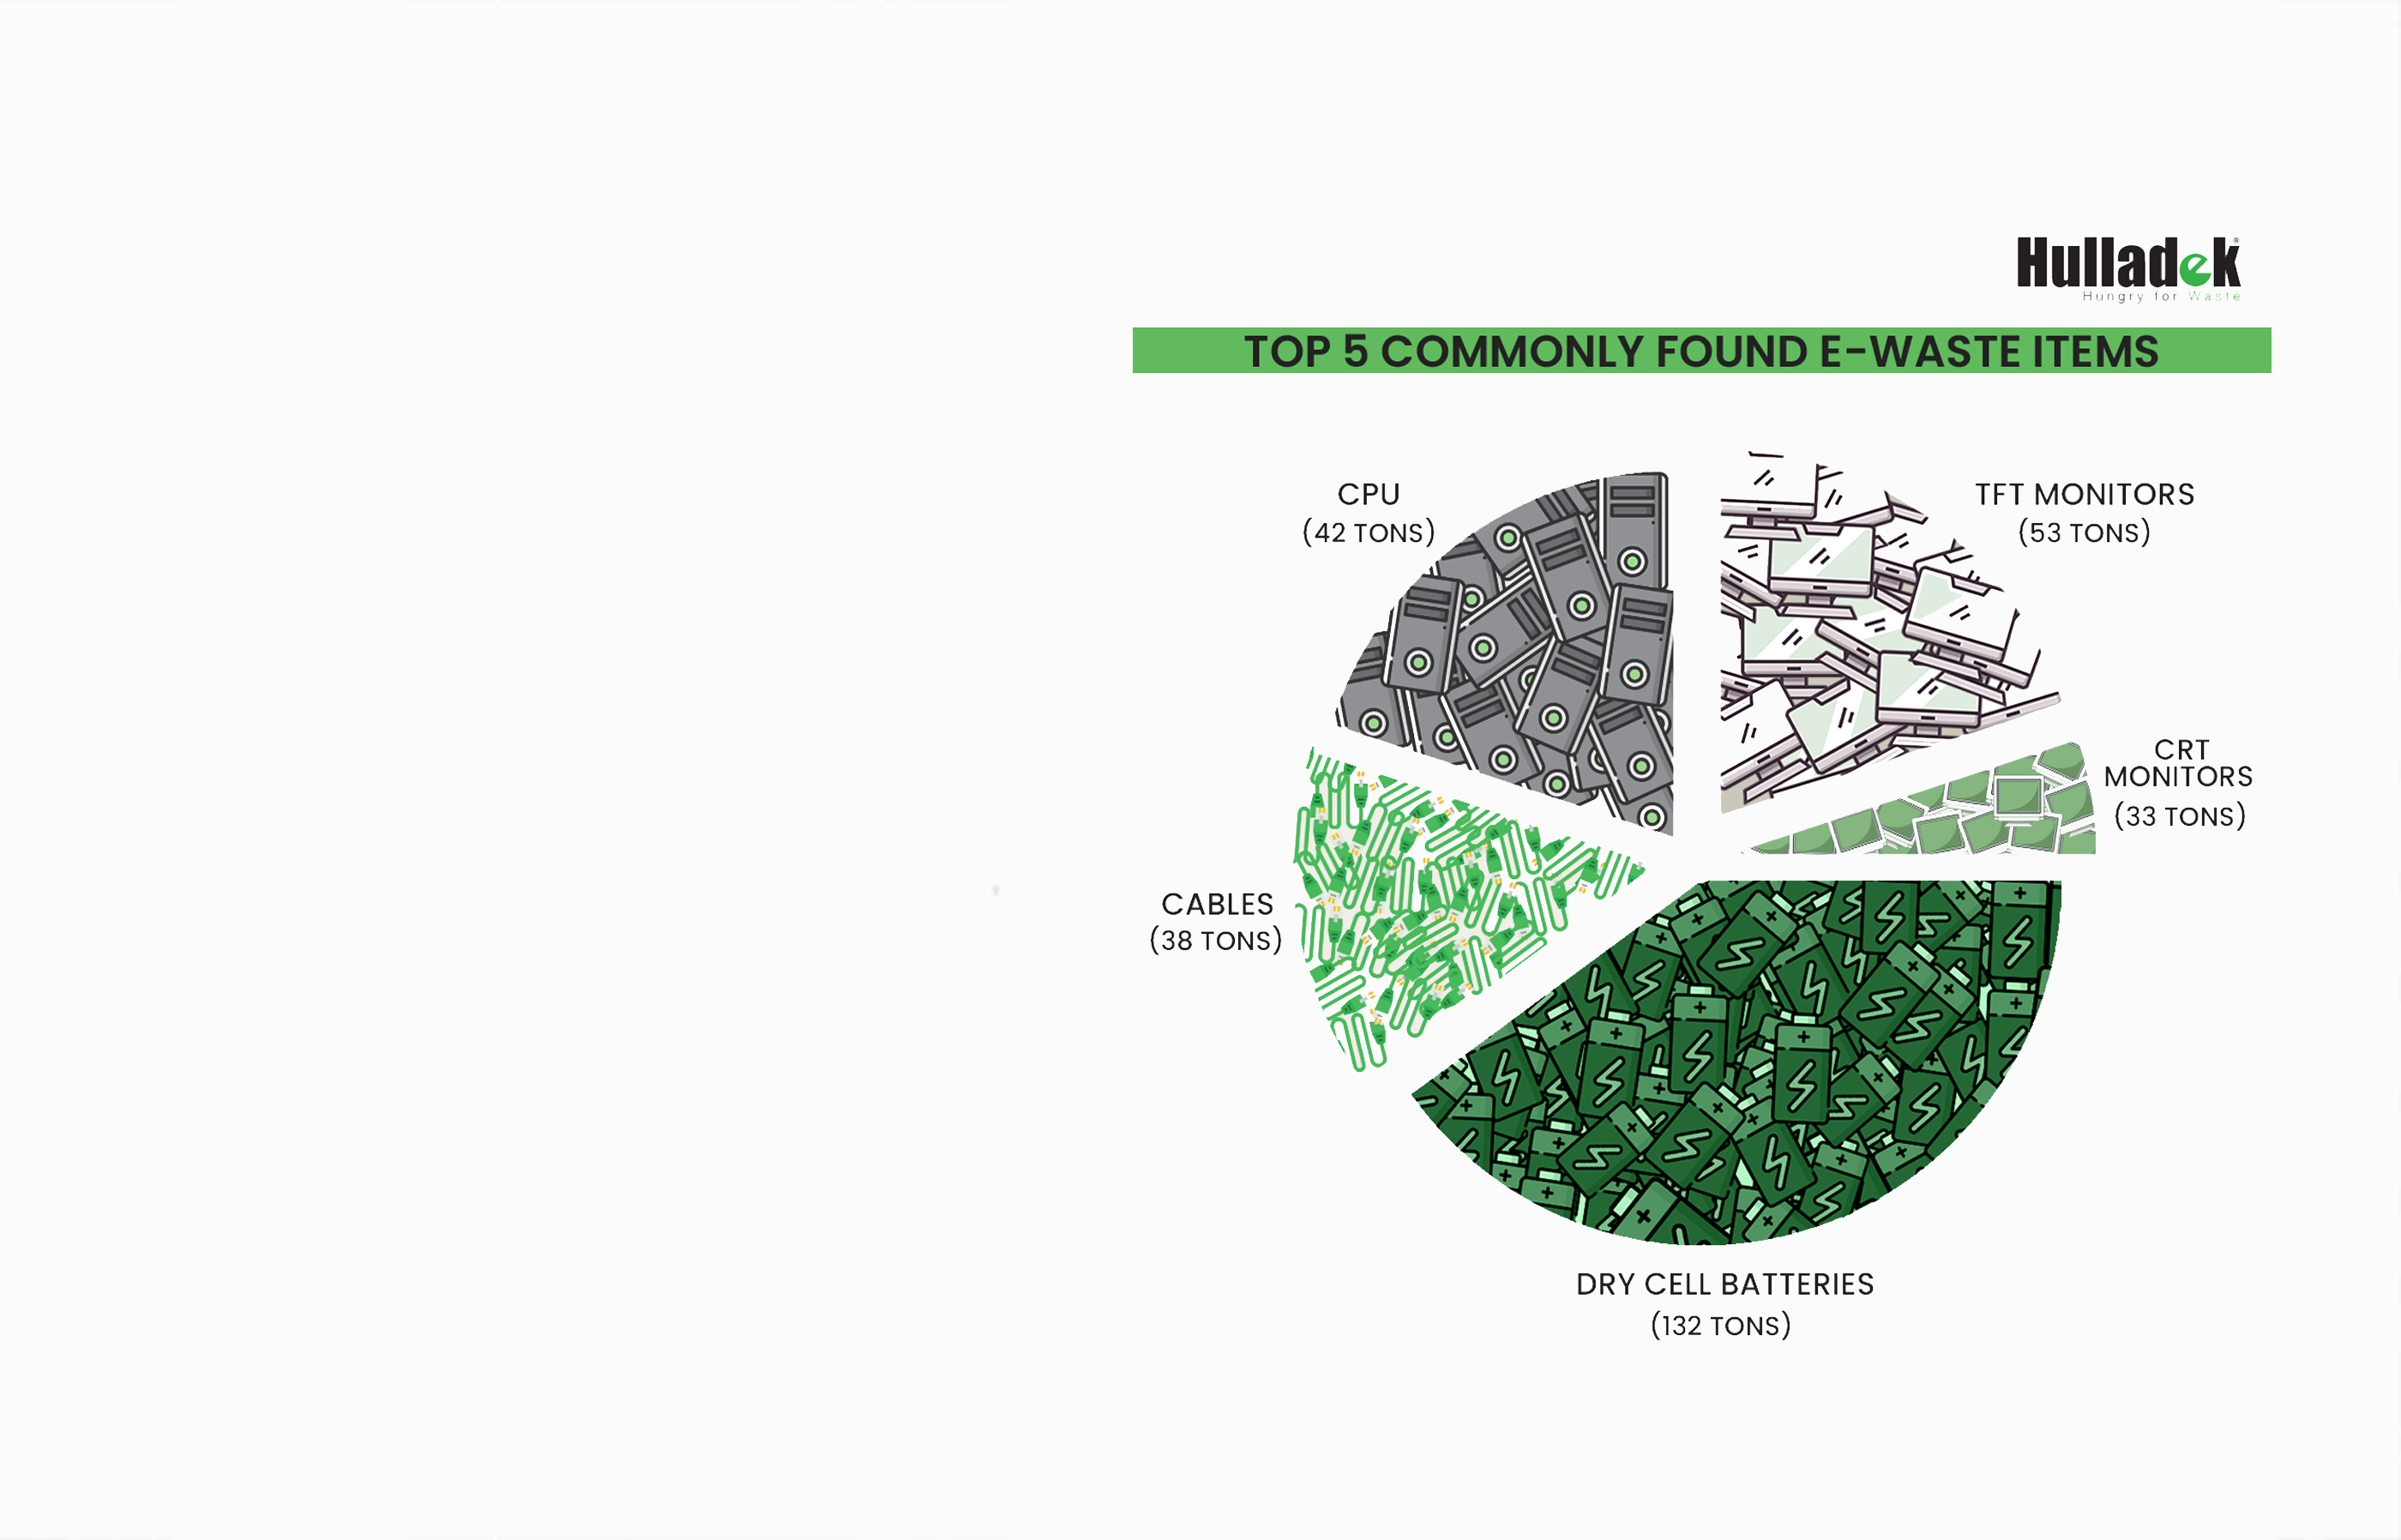 Hulladek
Hungry for Waste
TOP 5 COMMONLY FOUND E-WASTE ITEMS
CPU
(42 TONS)
TFT MONITORS
(53 TONS)
CRT
MONITORS
(33 TONS)
CABLES
(38 TONS)
DRY CELL BATTERIES
(132 TONS)